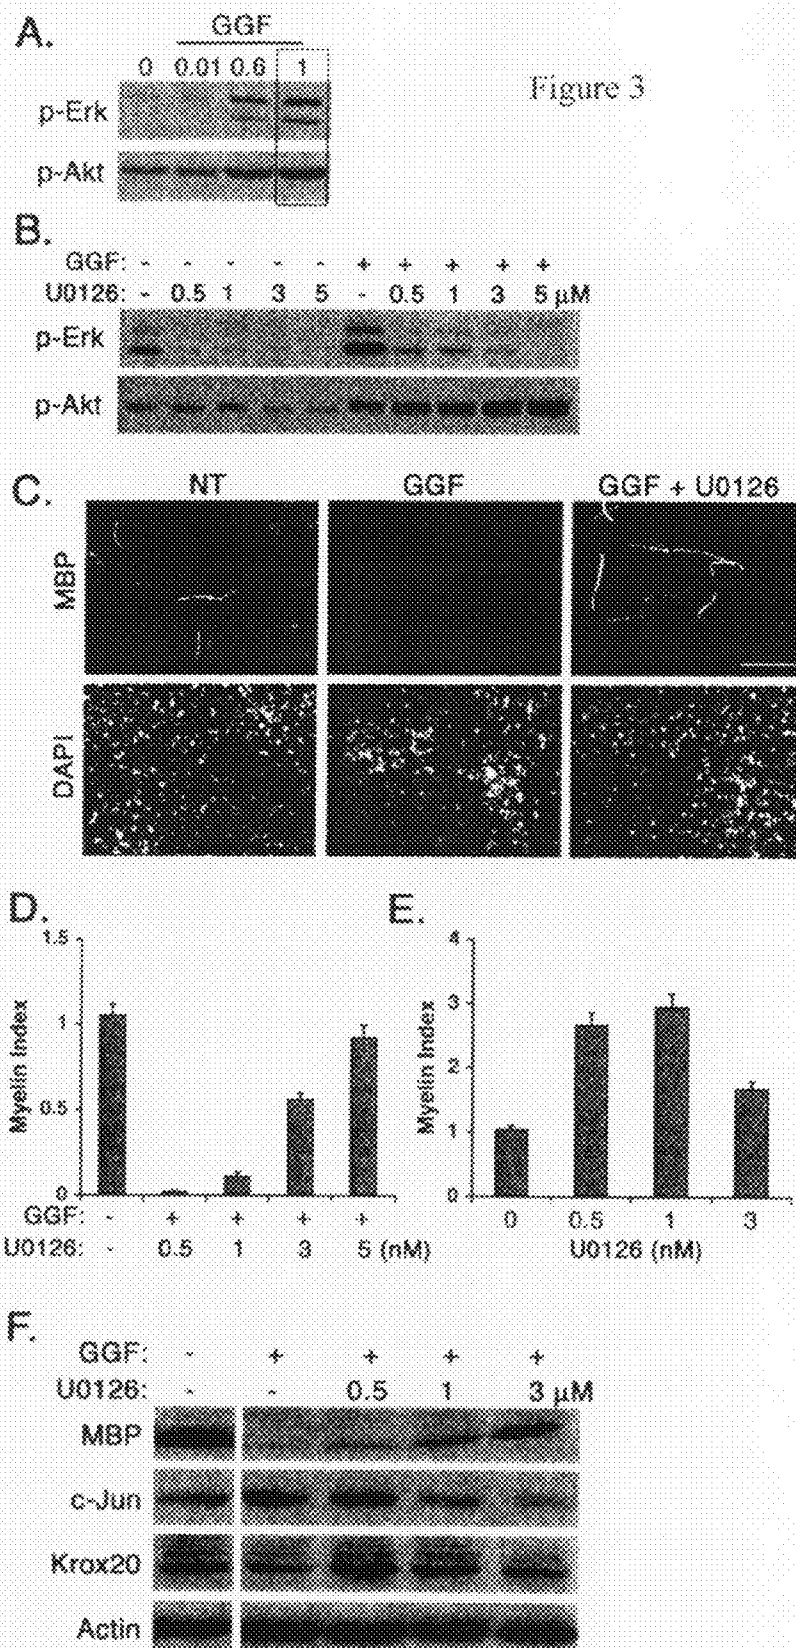 A.
GGF
0 0.01 0.6 1
Figure 3
p-Erk
p-Akt
B.
GGF: - - - - - + + + + +
U0126: - 0.5 1 3 5 - 0.5 1 3 5 μM
p-Erk
p-Akt
C.
NT GGF GGF + U0126
MBP
DAPI
D.
E.
1.5
1
0.5
0
Myelin Index
GGF: - + + + +
U0126: - 0.5 1 3 5 (nM)
4
3
2
1
0
Myelin Index
0 0.5 1 3
U0126 (nM)
F.
GGF: - + + + +
U0126: - - 0.5 1 3 μM
MBP
c-Jun
Krox20
Actin